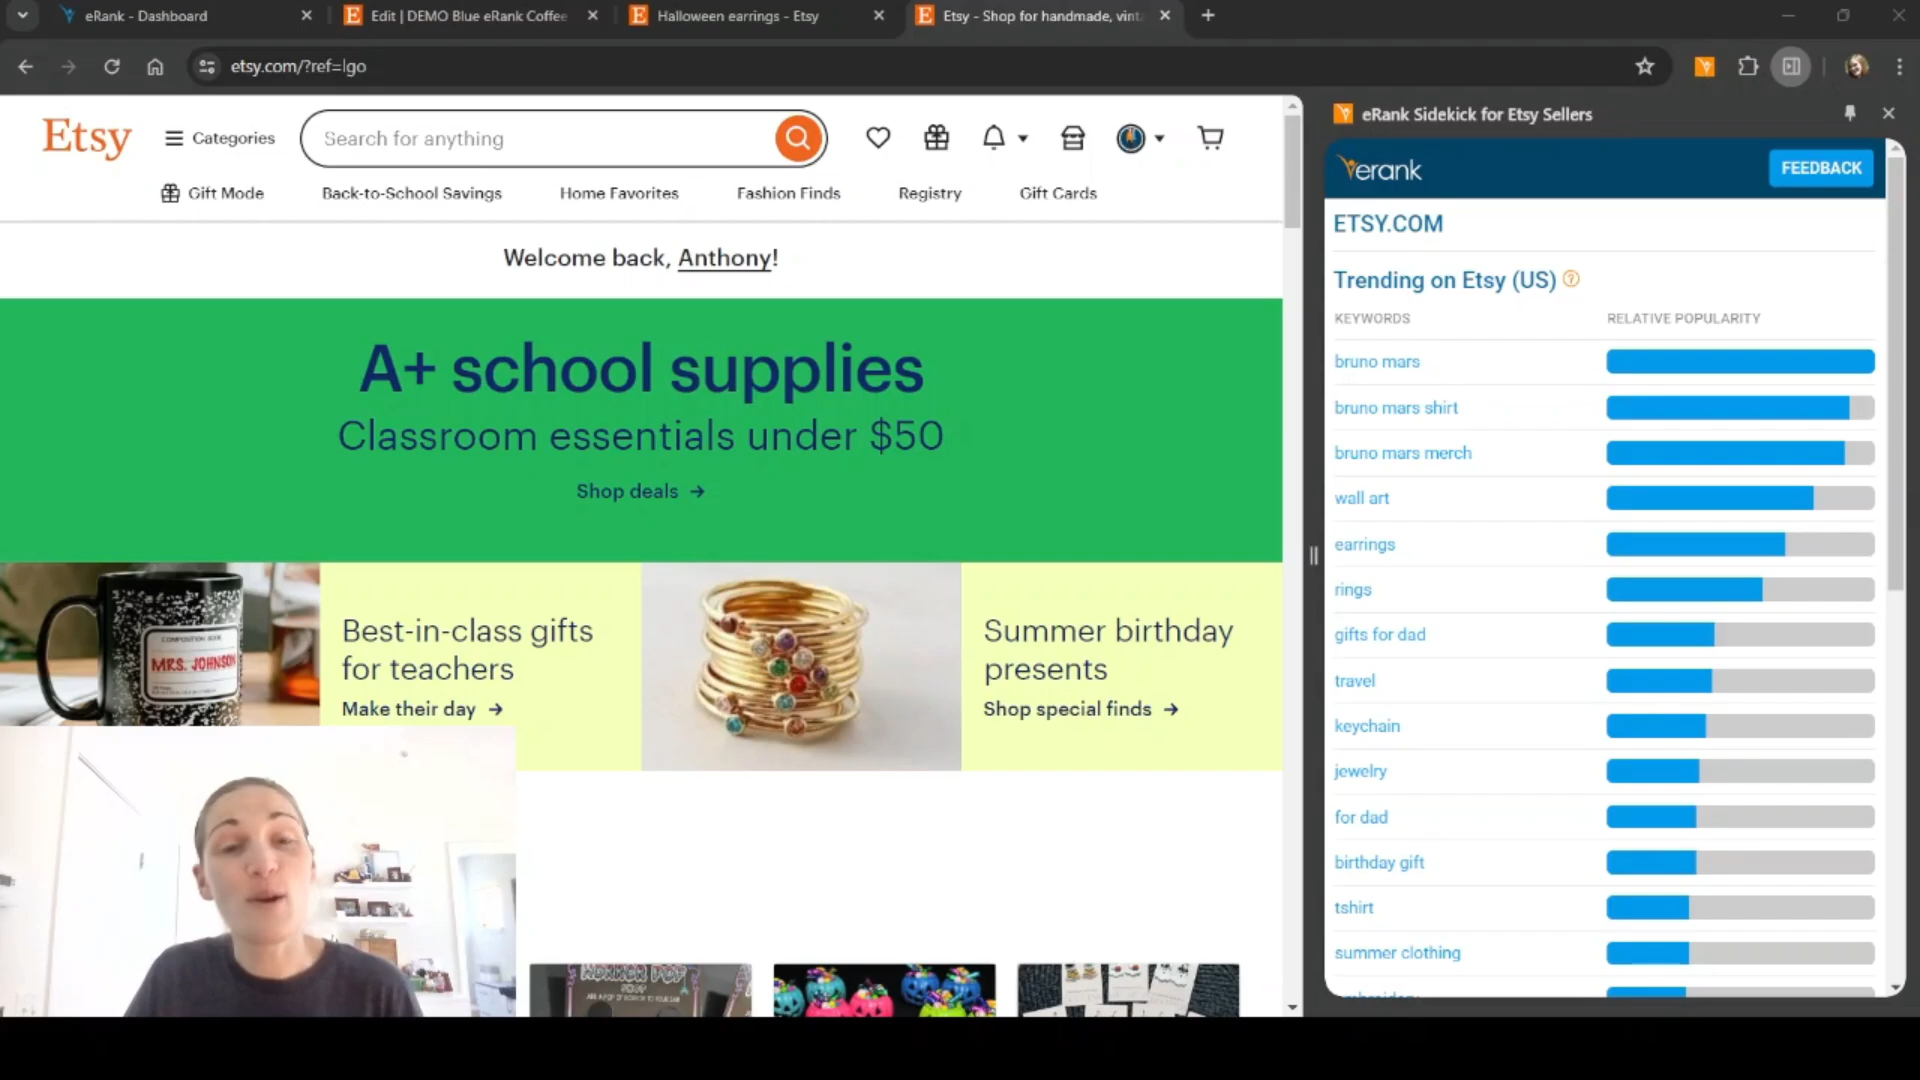 eRank - Dashboard
Edit | DEMO Blue eRank Coffee
Halloween earrings - Etsy
Etsy - Shop for handmade, vint
etsy.com/?ref=lgo
Etsy
Categories
Search for anything
Gift Mode
Back-to-School Savings
Home Favorites
Fashion Finds
Registry
Gift Cards
Welcome back, Anthony!
A+ school supplies
Classroom essentials under $50
Shop deals →
COMPOSITION BOOK
MRS. JOHNSON
Best-in-class gifts
for teachers
Make their day →
Summer birthday
presents
Shop special finds →
HORROR POP
eRank Sidekick for Etsy Sellers
erank
FEEDBACK
ETSY.COM
Trending on Etsy (US)
KEYWORDS
RELATIVE POPULARITY
bruno mars
bruno mars shirt
bruno mars merch
wall art
earrings
rings
gifts for dad
travel
keychain
jewelry
for dad
birthday gift
tshirt
summer clothing